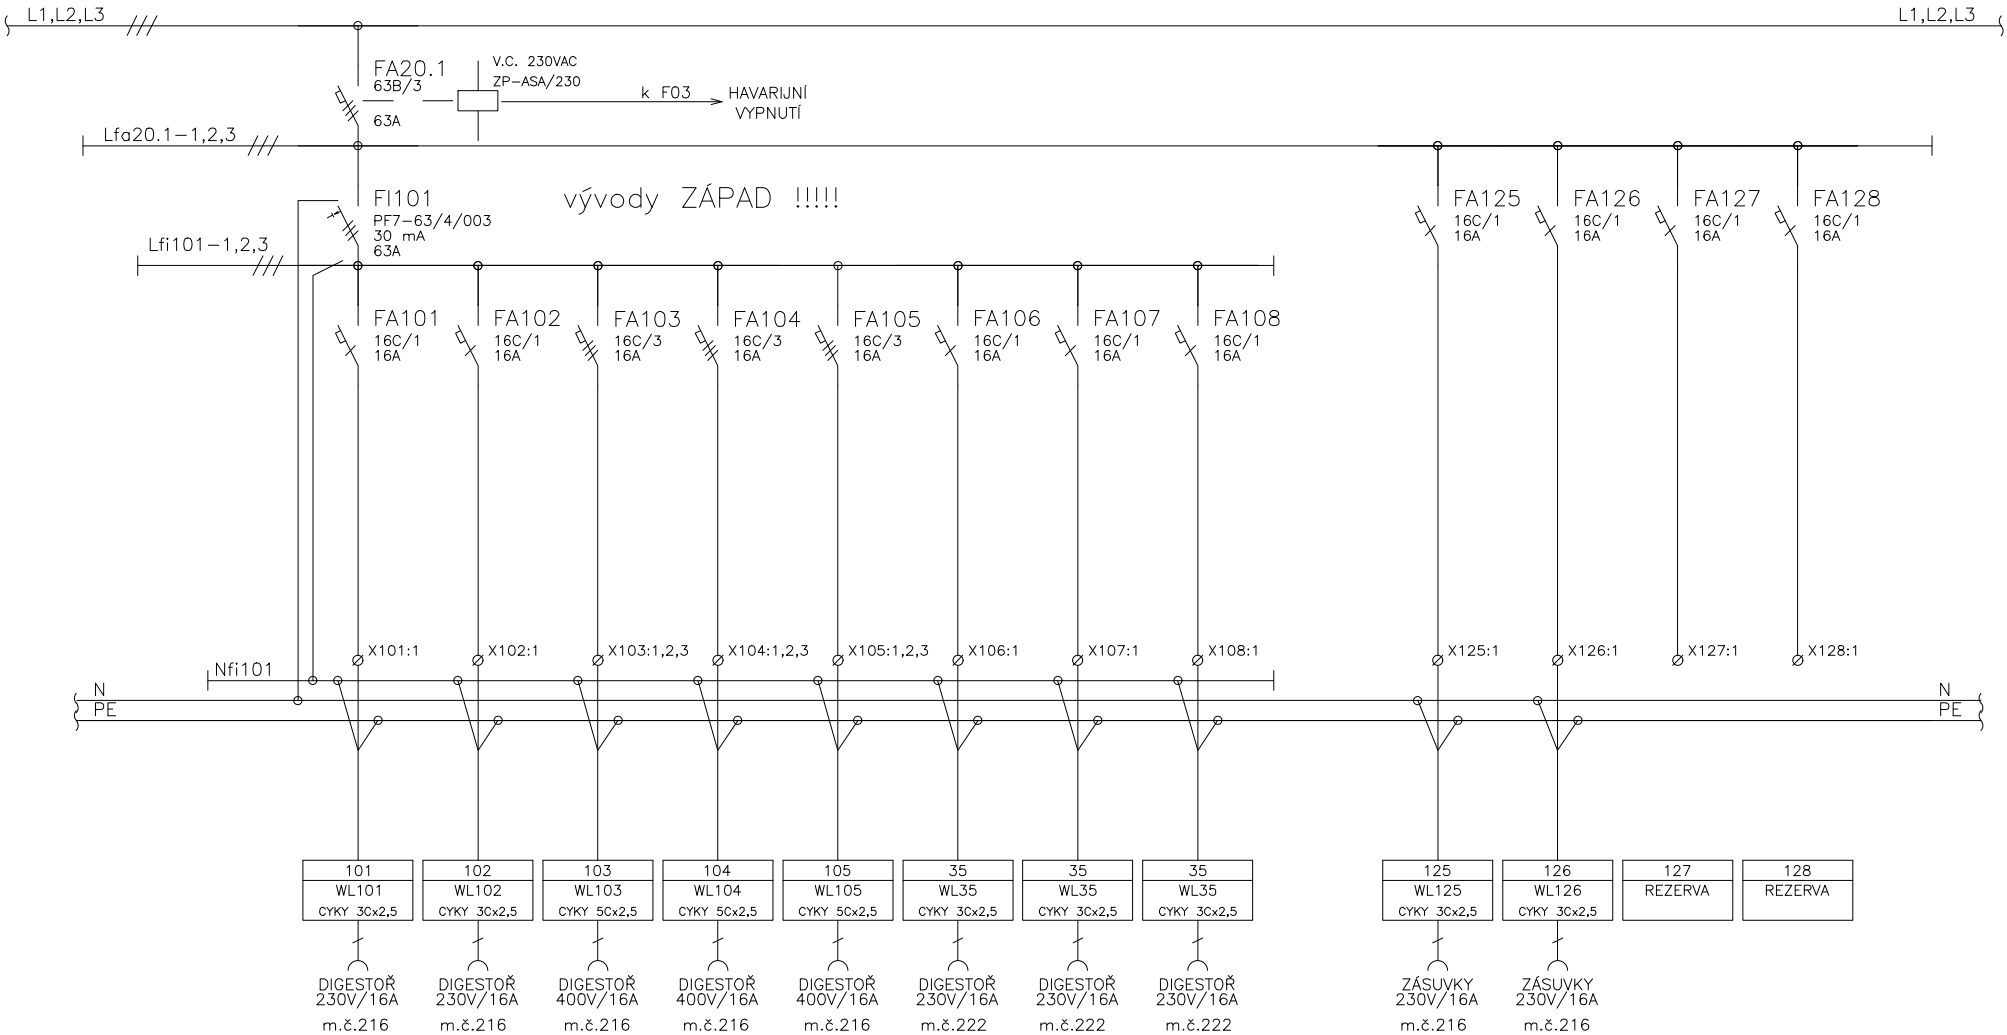 L1,L2,L3
L1,L2,L3
FA20.1
63B/3
63A
V.C. 230VAC
ZP-ASA/230
k F03
HAVARIJNÍ
VYPNUTÍ
Lfa20.1-1,2,3
FI101
PF7-63/4/003
30 mA
63A
vývody ZÁPAD !!!!!
FA125
16C/1
16A
FA126
16C/1
16A
FA127
16C/1
16A
FA128
16C/1
16A
Lfi101-1,2,3
FA101
16C/1
16A
FA102
16C/1
16A
FA103
16C/3
16A
FA104
16C/3
16A
FA105
16C/3
16A
FA106
16C/1
16A
FA107
16C/1
16A
FA108
16C/1
16A
X101:1
X102:1
X103:1,2,3
X104:1,2,3
X105:1,2,3
X106:1
X107:1
X108:1
X125:1
X126:1
X127:1
X128:1
Nfi101
N
PE
N
PE
101
WL101
CYKY 3Cx2,5
102
WL102
CYKY 3Cx2,5
103
WL103
CYKY 5Cx2,5
104
WL104
CYKY 5Cx2,5
105
WL105
CYKY 5Cx2,5
35
WL35
CYKY 3Cx2,5
35
WL35
CYKY 3Cx2,5
35
WL35
CYKY 3Cx2,5
125
WL125
CYKY 3Cx2,5
126
WL126
CYKY 3Cx2,5
127
REZERVA
128
REZERVA
DIGESTOŘ
230V/16A
m.č.216
DIGESTOŘ
230V/16A
m.č.216
DIGESTOŘ
400V/16A
m.č.216
DIGESTOŘ
400V/16A
m.č.216
DIGESTOŘ
400V/16A
m.č.216
DIGESTOŘ
230V/16A
m.č.222
DIGESTOŘ
230V/16A
m.č.222
DIGESTOŘ
230V/16A
m.č.222
ZÁSUVKY
230V/16A
m.č.216
ZÁSUVKY
230V/16A
m.č.216